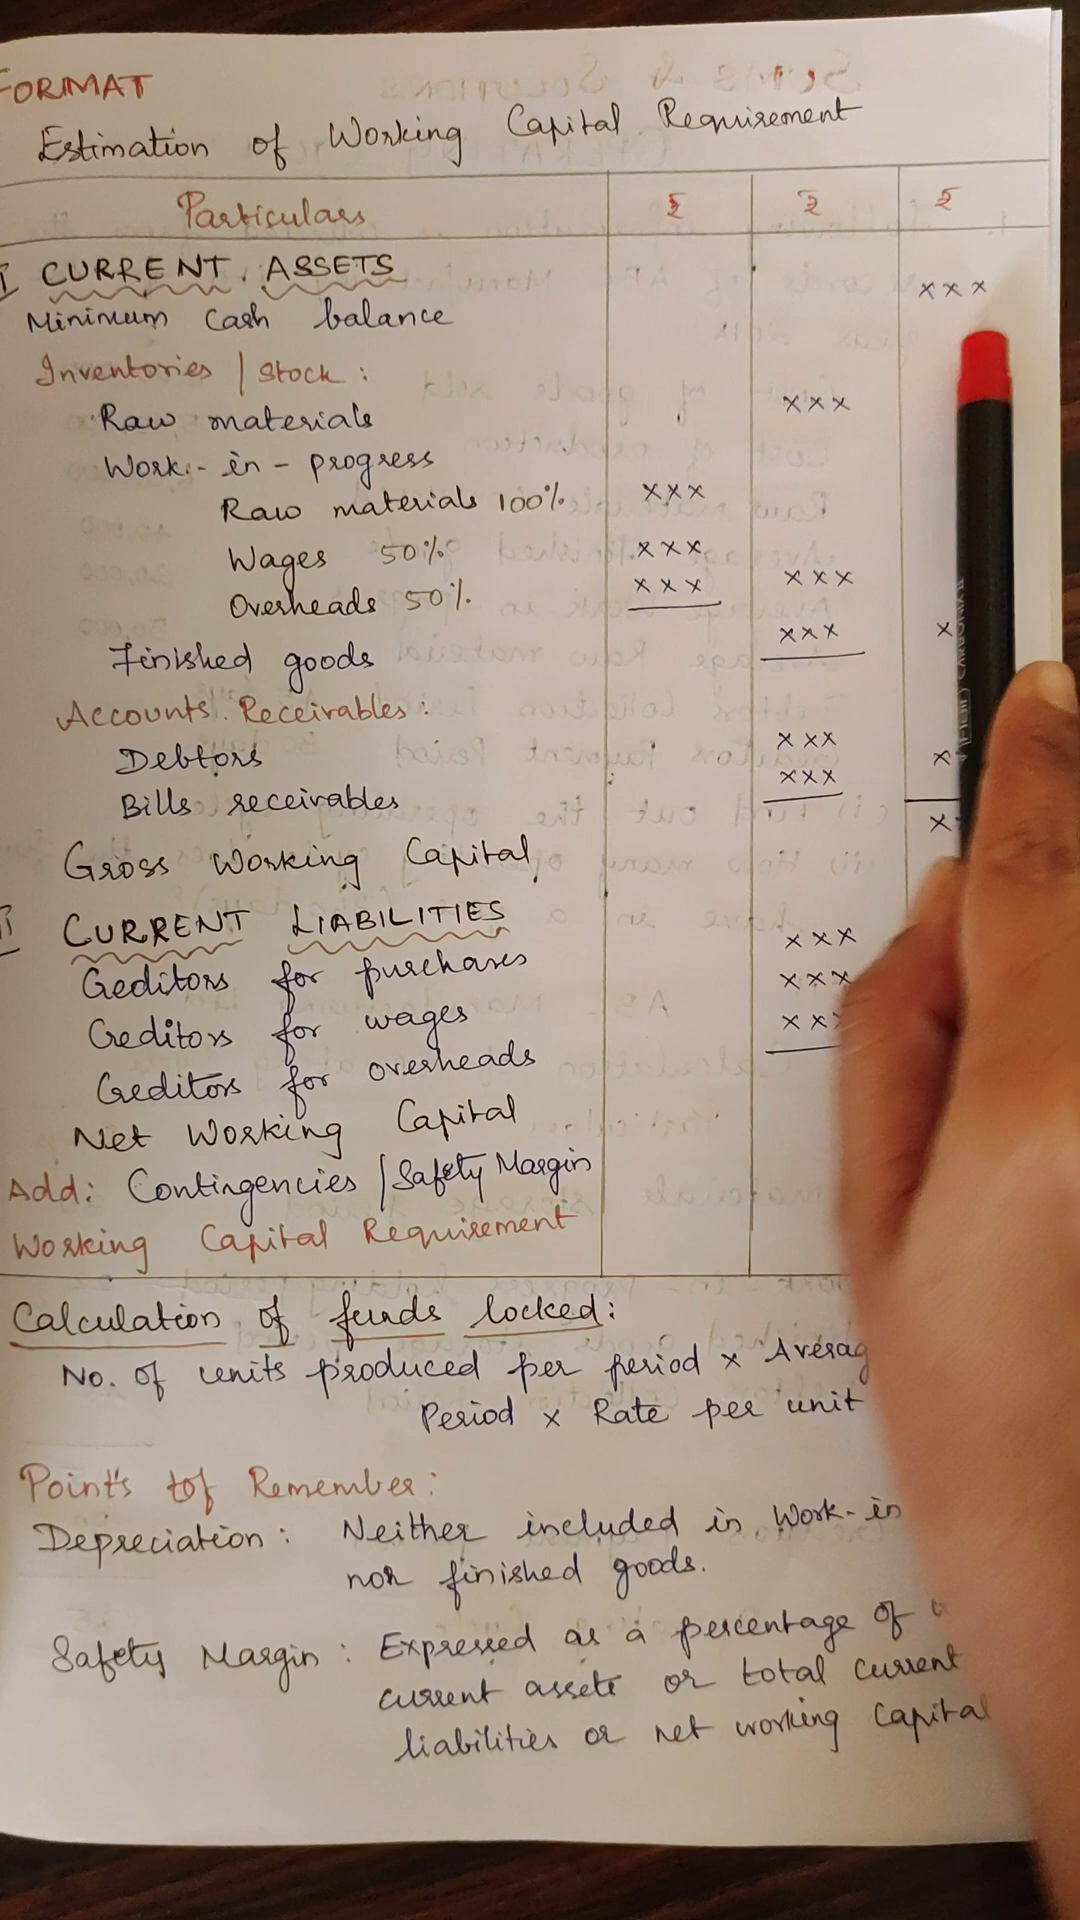 FORMAT
Estimation of Working Capital Requirement
Particulars ₹ ₹ ₹
I CURRENT ASSETS
Minimum cash balance xxx
Inventories / Stock :
Raw materials xxx
Work-in-progress
Raw materials 100% xxx
Wages 50% xxx
Overheads 50% xxx xxx
Finished goods xxx x
Accounts Receivables :
Debtors xxx
Bills receivables xxx x
Gross Working Capital x
II CURRENT LIABILITIES
Creditors for purchases xxx
Creditors for wages xxx
Creditors for overheads xxx
Net Working Capital
Add: Contingencies / Safety Margin
Working Capital Requirement
Calculation of funds locked:
No. of units produced per period x Averag
Period x Rate per unit
Points tof Remember :
Depreciation : Neither included in Work-in
nor finished goods.
Safety Margin : Expressed as a percentage of
current assets or total current
liabilities or net working capital